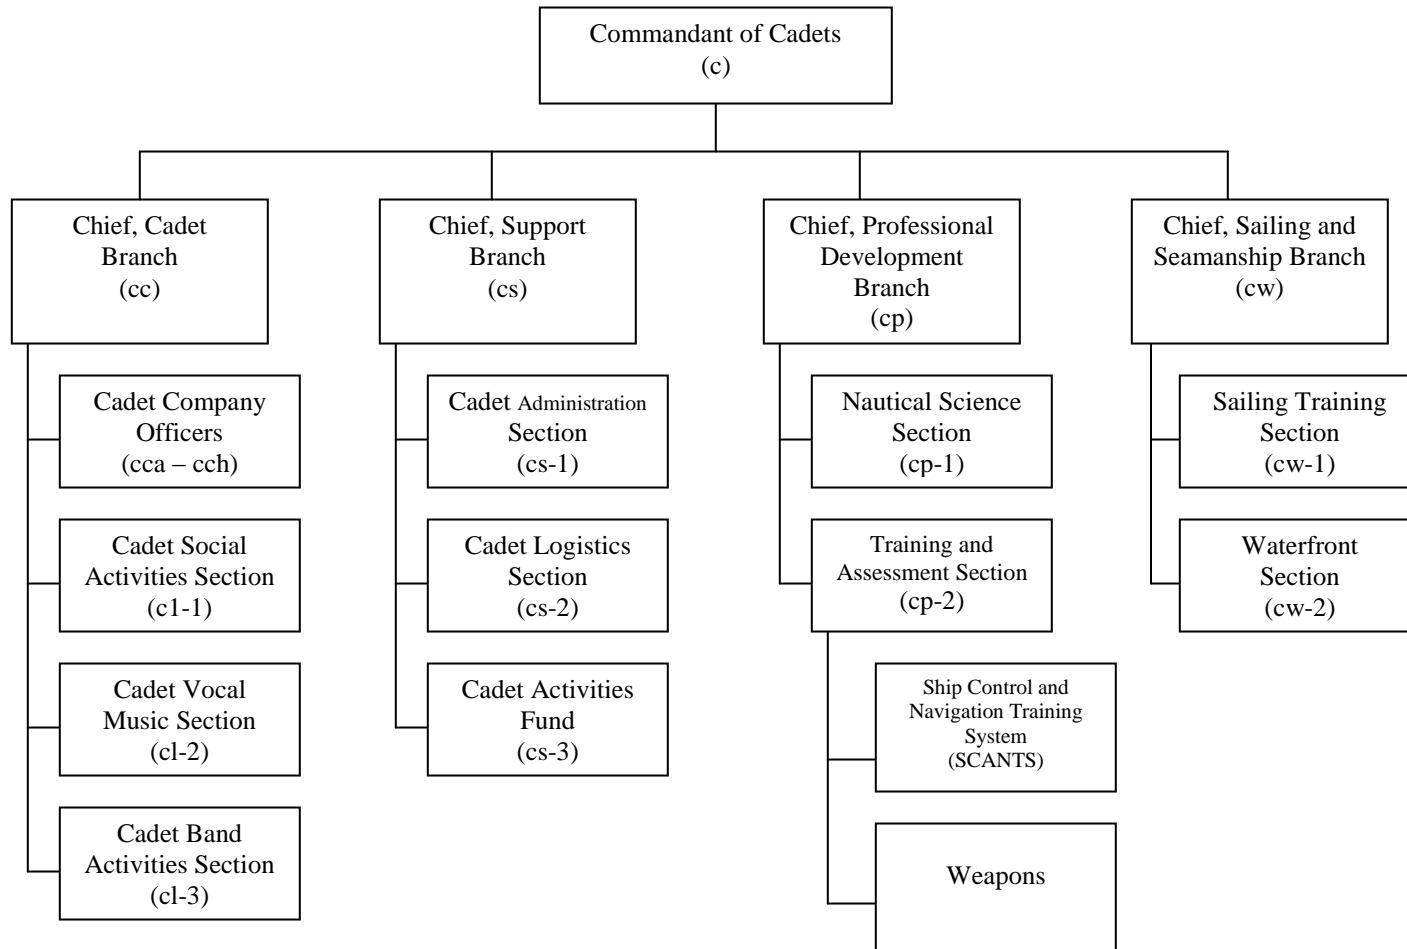 Commandant of Cadets
(c)
Chief, Cadet
Branch
(cc)
Cadet Company
Officers
(cca – cch)
Cadet Social
Activities Section
(c1-1)
Cadet Vocal
Music Section
(cl-2)
Cadet Band
Activities Section
(cl-3)
Chief, Support
Branch
(cs)
Cadet Administration
Section
(cs-1)
Cadet Logistics
Section
(cs-2)
Cadet Activities
Fund
(cs-3)
Chief, Professional
Development
Branch
(cp)
Nautical Science
Section
(cp-1)
Training and
Assessment Section
(cp-2)
Ship Control and
Navigation Training
System
(SCANTS)
Weapons
Chief, Sailing and
Seamanship Branch
(cw)
Sailing Training
Section
(cw-1)
Waterfront
Section
(cw-2)